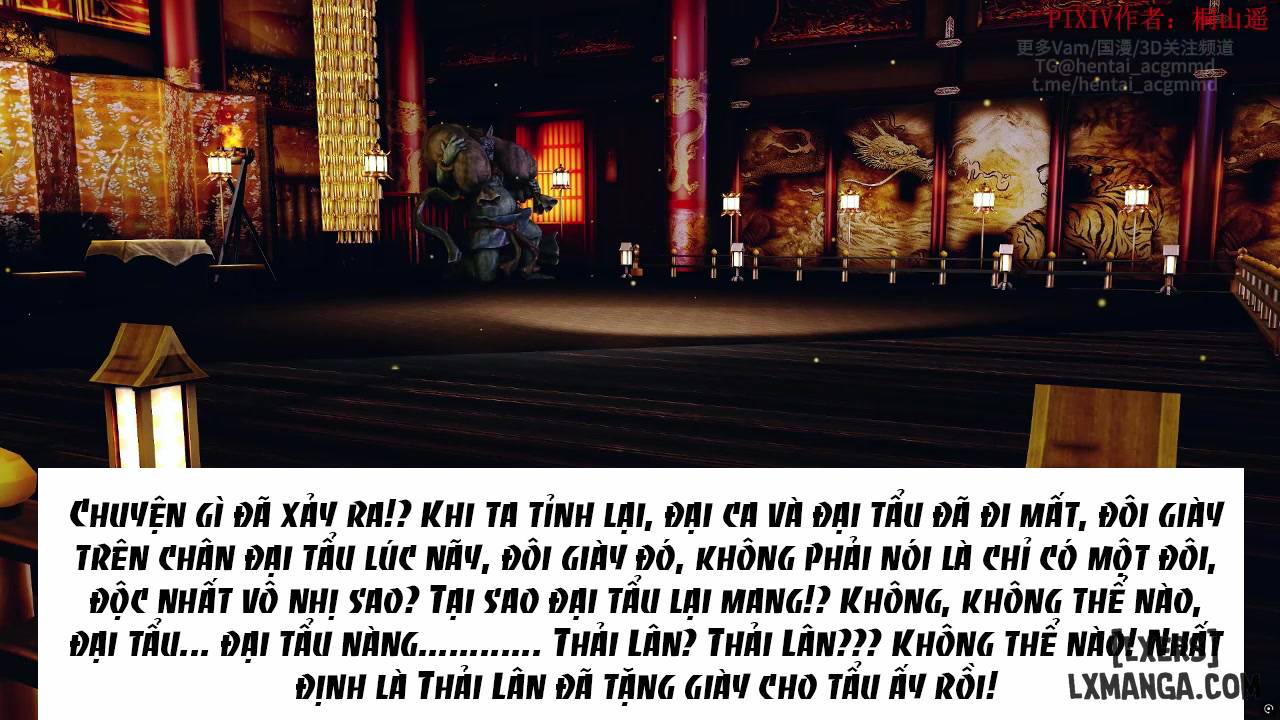 PIXIV作者：桐山遥
更多Vam/国漫/3D关注频道
TG@hentai_acgmmd
t.me/hentai_acgmmd
Chuyện gì đã xảy ra!? Khi ta tỉnh lại, đại ca và đại tẩu đã đi mất, đôi giày
trên chân đại tẩu lúc nãy, đôi giày đó, không phải nói là chỉ có một đôi,
độc nhất vô nhị sao? Tại sao đại tẩu lại mang!? Không, không thể nào,
đại tẩu... đại tẩu nàng............ Thải Lân? Thải Lân??? Không thể nào! Nhất
định là Thải Lân đã tặng giày cho tẩu ấy rồi!
[LXERS]
LXMANGA.COM